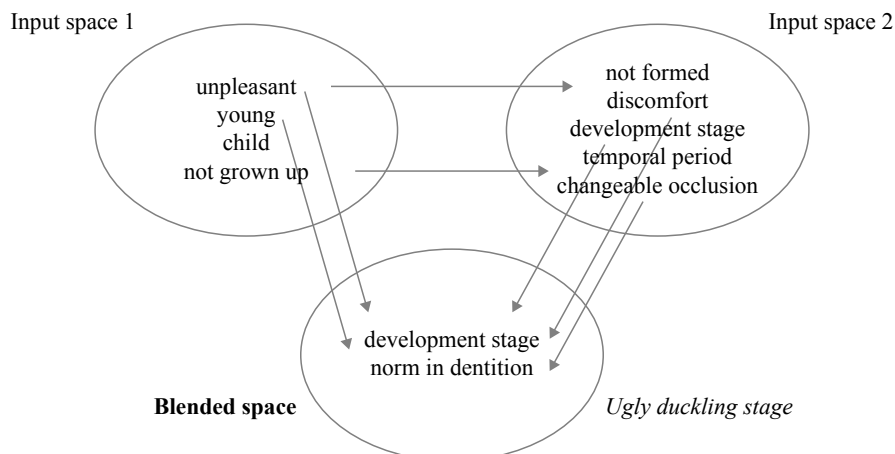 Input space 1
Input space 2
unpleasant
young
child
not grown up
not formed
discomfort
development stage
temporal period
changeable occlusion
development stage
norm in dentition
Blended space
Ugly duckling stage